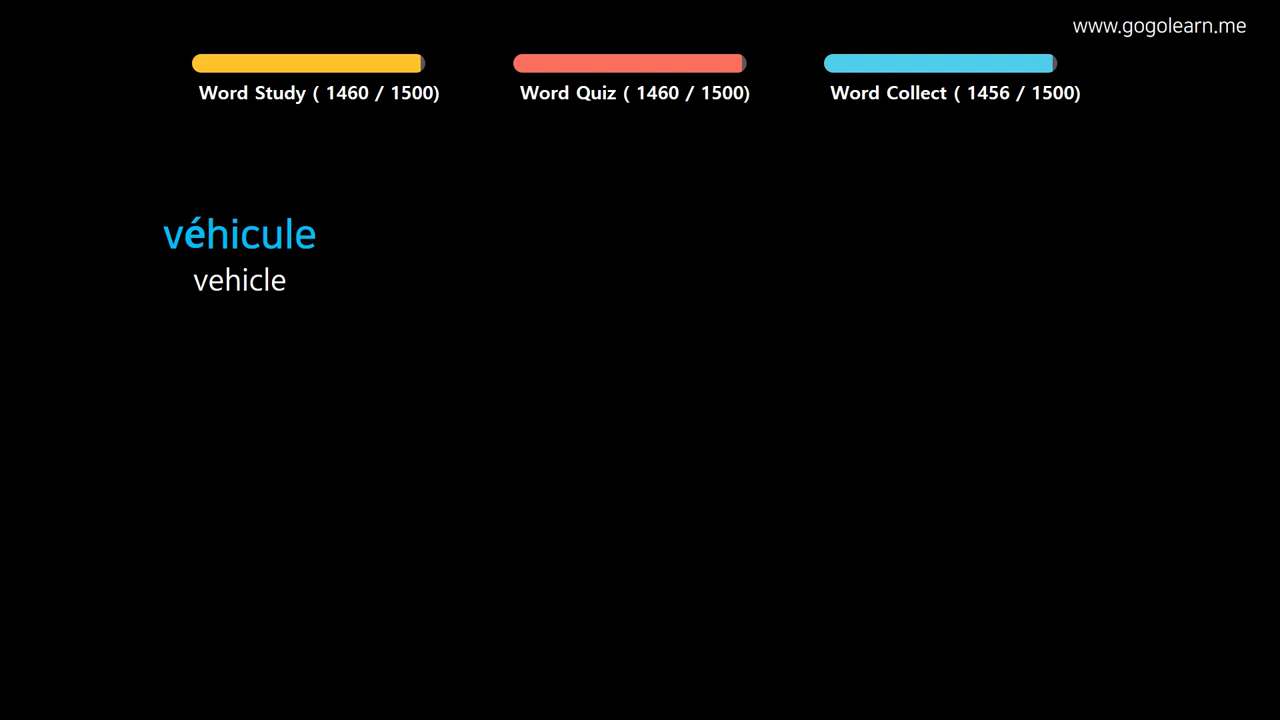 www.gogolearn.me
Word Study ( 1460 / 1500)
Word Quiz ( 1460 / 1500)
Word Collect ( 1456 / 1500)
véhicule
vehicle